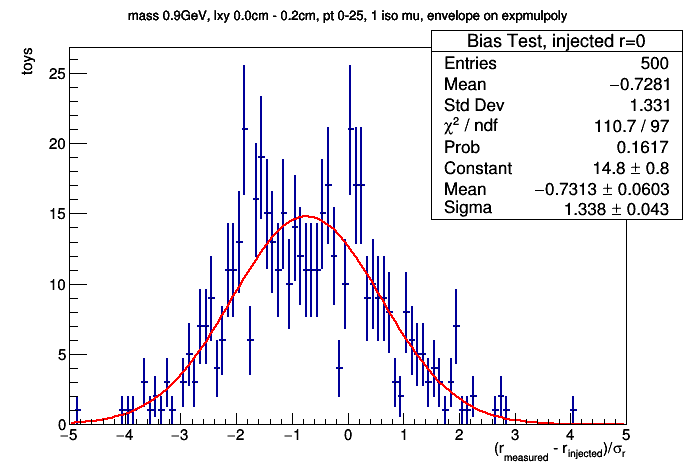 mass 0.9GeV, lxy 0.0cm - 0.2cm, pt 0-25, 1 iso mu, envelope on expmulpoly
Bias Test, injected r=0
Entries 500
Mean −0.7281
Std Dev 1.331
χ² / ndf 110.7 / 97
Prob 0.1617
Constant 14.8 ± 0.8
Mean −0.7313 ± 0.0603
Sigma 1.338 ± 0.043
toys
25
20
15
10
5
0
−5 −4 −3 −2 −1 0 1 2 3 4 5
(r_measured - r_injected)/σ_r